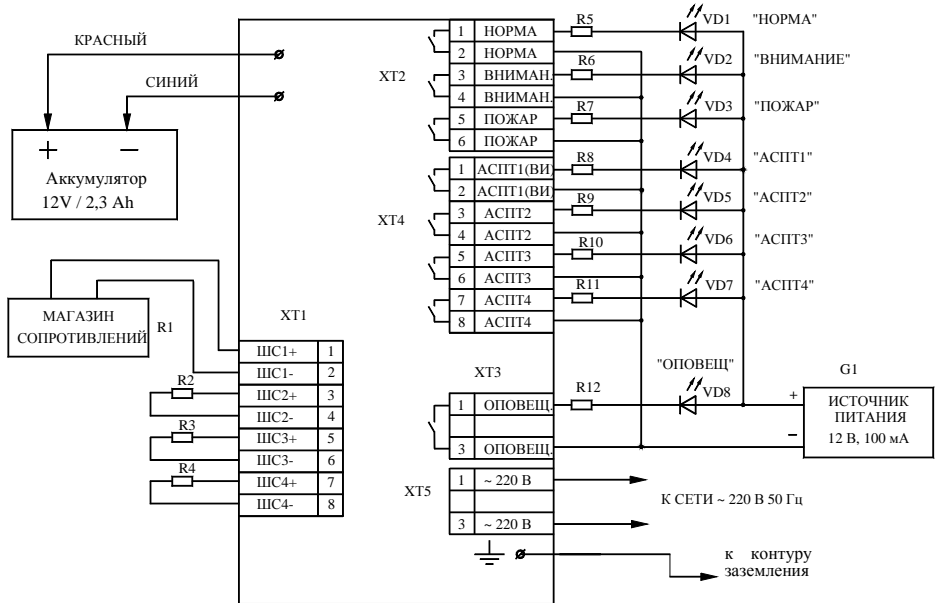 КРАСНЫЙ
СИНИЙ
+ −
Аккумулятор
12V / 2,3 Ah
МАГАЗИН
СОПРОТИВЛЕНИЙ
R1
R2
R3
R4
XT1
ШС1+ 1
ШС1- 2
ШС2+ 3
ШС2- 4
ШС3+ 5
ШС3- 6
ШС4+ 7
ШС4- 8
XT2
1 НОРМА
2 НОРМА
3 ВНИМАН.
4 ВНИМАН.
5 ПОЖАР
6 ПОЖАР
XT4
1 АСПТ1(ВИ)
2 АСПТ1(ВИ)
3 АСПТ2
4 АСПТ2
5 АСПТ3
6 АСПТ3
7 АСПТ4
8 АСПТ4
XT3
1 ОПОВЕЩ.
3 ОПОВЕЩ.
XT5
1 ~ 220 В
3 ~ 220 В
R5 VD1 "НОРМА"
R6 VD2 "ВНИМАНИЕ"
R7 VD3 "ПОЖАР"
R8 VD4 "АСПТ1"
R9 VD5 "АСПТ2"
R10 VD6 "АСПТ3"
R11 VD7 "АСПТ4"
"ОПОВЕЩ"
R12 VD8
G1
+
−
ИСТОЧНИК
ПИТАНИЯ
12 В, 100 мА
К СЕТИ ~ 220 В 50 Гц
к контуру
заземления